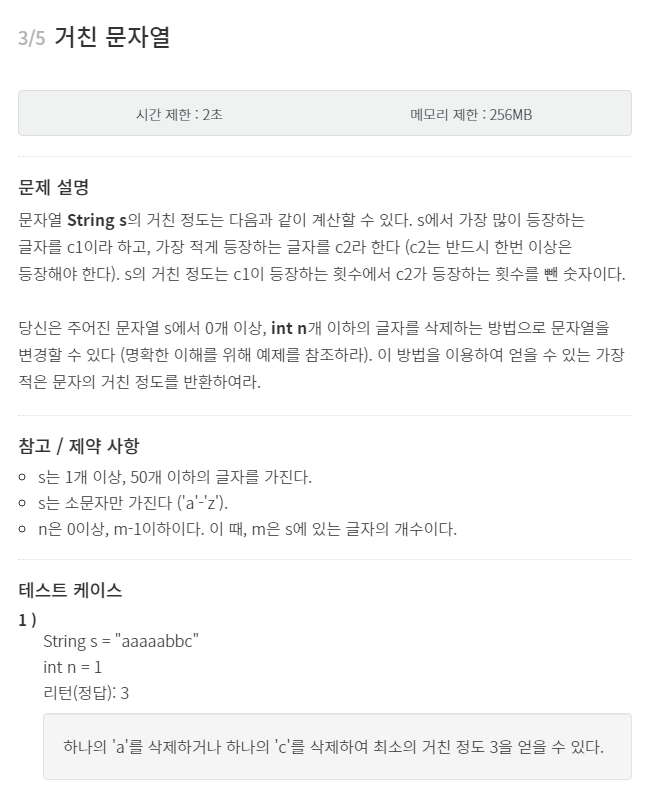 3/5 거친 문자열
시간 제한 : 2초 메모리 제한 : 256MB
문제 설명
문자열 String s의 거친 정도는 다음과 같이 계산할 수 있다. s에서 가장 많이 등장하는
글자를 c1이라 하고, 가장 적게 등장하는 글자를 c2라 한다 (c2는 반드시 한번 이상은
등장해야 한다). s의 거친 정도는 c1이 등장하는 횟수에서 c2가 등장하는 횟수를 뺀 숫자이다.
당신은 주어진 문자열 s에서 0개 이상, int n개 이하의 글자를 삭제하는 방법으로 문자열을
변경할 수 있다 (명확한 이해를 위해 예제를 참조하라). 이 방법을 이용하여 얻을 수 있는 가장
적은 문자의 거친 정도를 반환하여라.
참고 / 제약 사항
s는 1개 이상, 50개 이하의 글자를 가진다.
s는 소문자만 가진다 ('a'-'z').
n은 0이상, m-1이하이다. 이 때, m은 s에 있는 글자의 개수이다.
테스트 케이스
1 )
String s = "aaaaabbc"
int n = 1
리턴(정답): 3
하나의 'a'를 삭제하거나 하나의 'c'를 삭제하여 최소의 거친 정도 3을 얻을 수 있다.